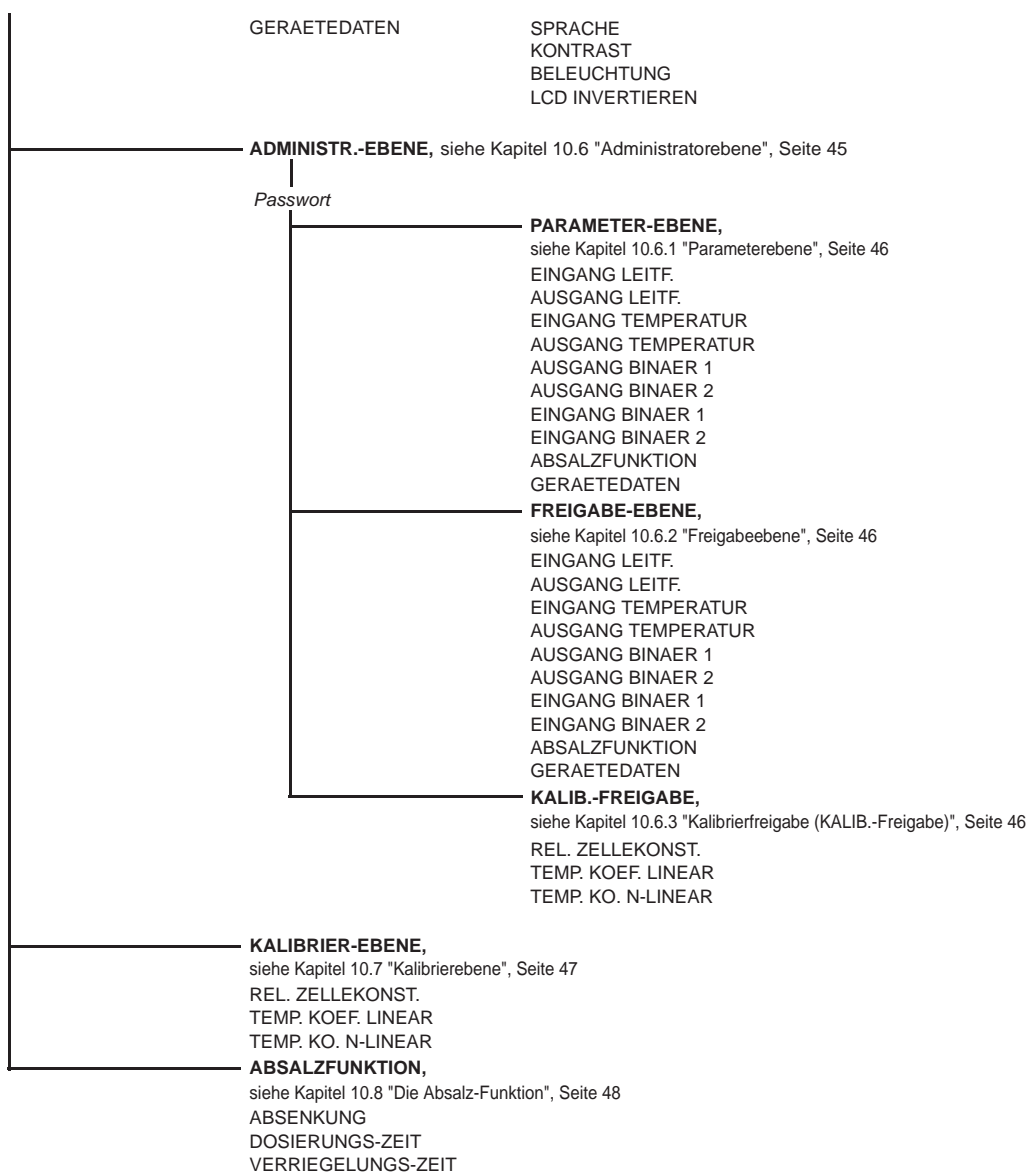 GERAETEDATEN SPRACHE
KONTRAST
BELEUCHTUNG
LCD INVERTIEREN
ADMINISTR.-EBENE, siehe Kapitel 10.6 "Administratorebene", Seite 45
Passwort
PARAMETER-EBENE,
siehe Kapitel 10.6.1 "Parameterebene", Seite 46
EINGANG LEITF.
AUSGANG LEITF.
EINGANG TEMPERATUR
AUSGANG TEMPERATUR
AUSGANG BINAER 1
AUSGANG BINAER 2
EINGANG BINAER 1
EINGANG BINAER 2
ABSALZFUNKTION
GERAETEDATEN
FREIGABE-EBENE,
siehe Kapitel 10.6.2 "Freigabeebene", Seite 46
EINGANG LEITF.
AUSGANG LEITF.
EINGANG TEMPERATUR
AUSGANG TEMPERATUR
AUSGANG BINAER 1
AUSGANG BINAER 2
EINGANG BINAER 1
EINGANG BINAER 2
ABSALZFUNKTION
GERAETEDATEN
KALIB.-FREIGABE,
siehe Kapitel 10.6.3 "Kalibrierfreigabe (KALIB.-Freigabe)", Seite 46
REL. ZELLEKONST.
TEMP. KOEF. LINEAR
TEMP. KO. N-LINEAR
KALIBRIER-EBENE,
siehe Kapitel 10.7 "Kalibrierebene", Seite 47
REL. ZELLEKONST.
TEMP. KOEF. LINEAR
TEMP. KO. N-LINEAR
ABSALZFUNKTION,
siehe Kapitel 10.8 "Die Absalz-Funktion", Seite 48
ABSENKUNG
DOSIERUNGS-ZEIT
VERRIEGELUNGS-ZEIT